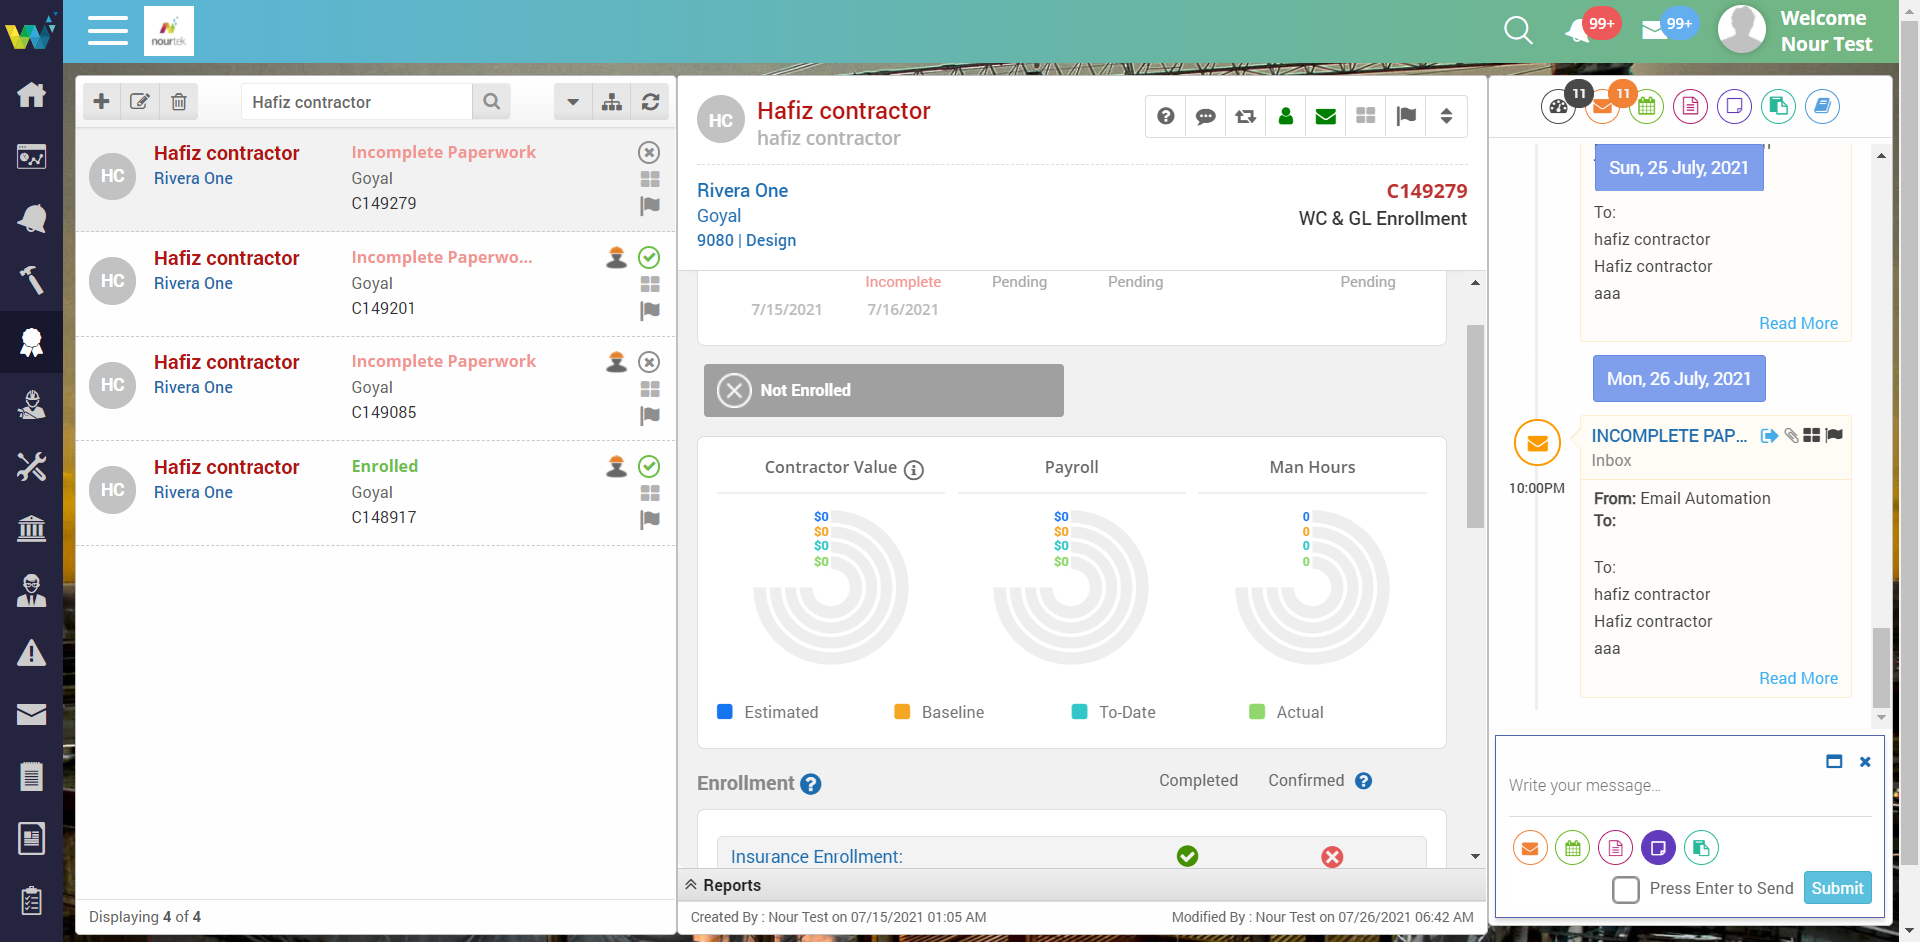 nourtek
99+
99+
Welcome
Nour Test
Hafiz contractor
HC
Hafiz contractor
Incomplete Paperwork
Rivera One
Goyal
C149279
HC
Hafiz contractor
Incomplete Paperwo...
Rivera One
Goyal
C149201
HC
Hafiz contractor
Incomplete Paperwork
Rivera One
Goyal
C149085
HC
Hafiz contractor
Enrolled
Rivera One
Goyal
C148917
Displaying 4 of 4
HC
Hafiz contractor
hafiz contractor
Rivera One
C149279
Goyal
WC & GL Enrollment
9080 | Design
Incomplete
Pending
Pending
Pending
7/15/2021
7/16/2021
Not Enrolled
Contractor Value
Payroll
Man Hours
$0
$0
$0
$0
$0
$0
$0
$0
0
0
0
0
Estimated
Baseline
To-Date
Actual
Enrollment
Completed
Confirmed
Insurance Enrollment:
Reports
Created By : Nour Test on 07/15/2021 01:05 AM
Modified By : Nour Test on 07/26/2021 06:42 AM
11
11
Sun, 25 July, 2021
To:
hafiz contractor
Hafiz contractor
aaa
Read More
Mon, 26 July, 2021
INCOMPLETE PAP...
Inbox
10:00PM
From: Email Automation
To:
To:
hafiz contractor
Hafiz contractor
aaa
Read More
Write your message...
Press Enter to Send
Submit